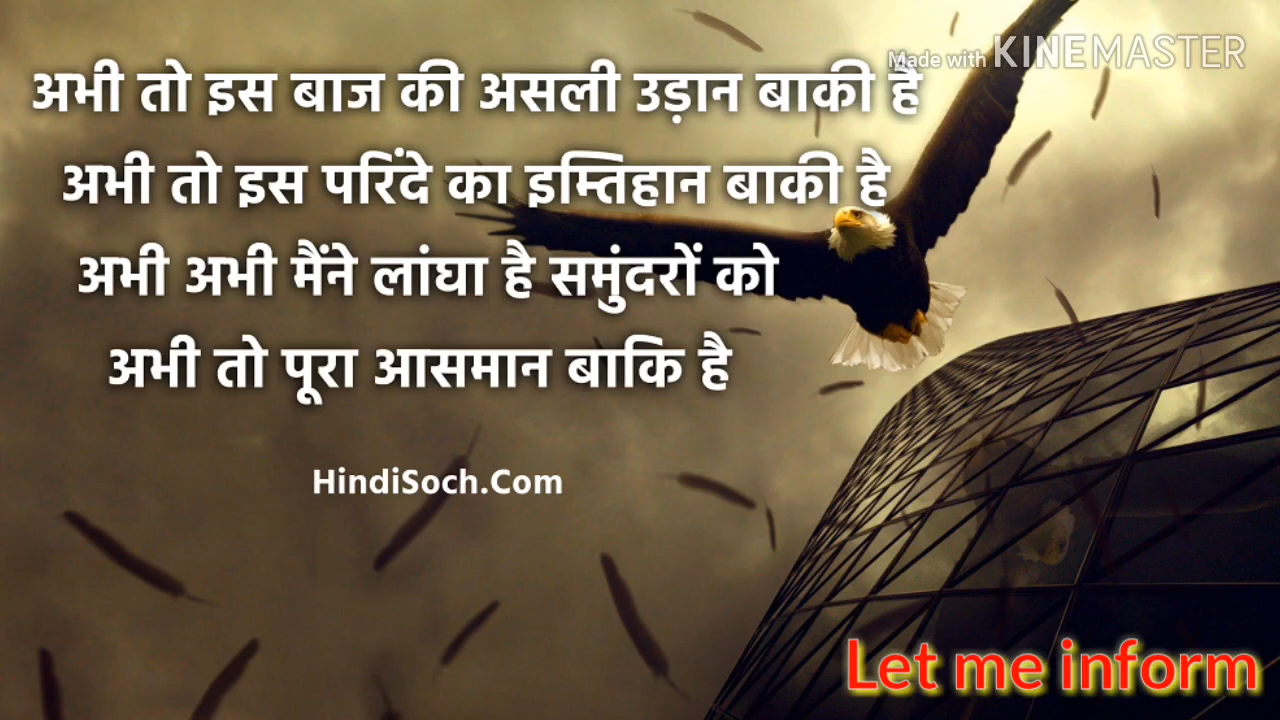 Made with KINEMASTER
अभी तो इस बाज की असली उड़ान बाकी है
अभी तो इस परिंदे का इम्तिहान बाकी है
अभी अभी मैंने लांघा है समुंदरों को
अभी तो पूरा आसमान बाकि है
HindiSoch.Com
Let me inform